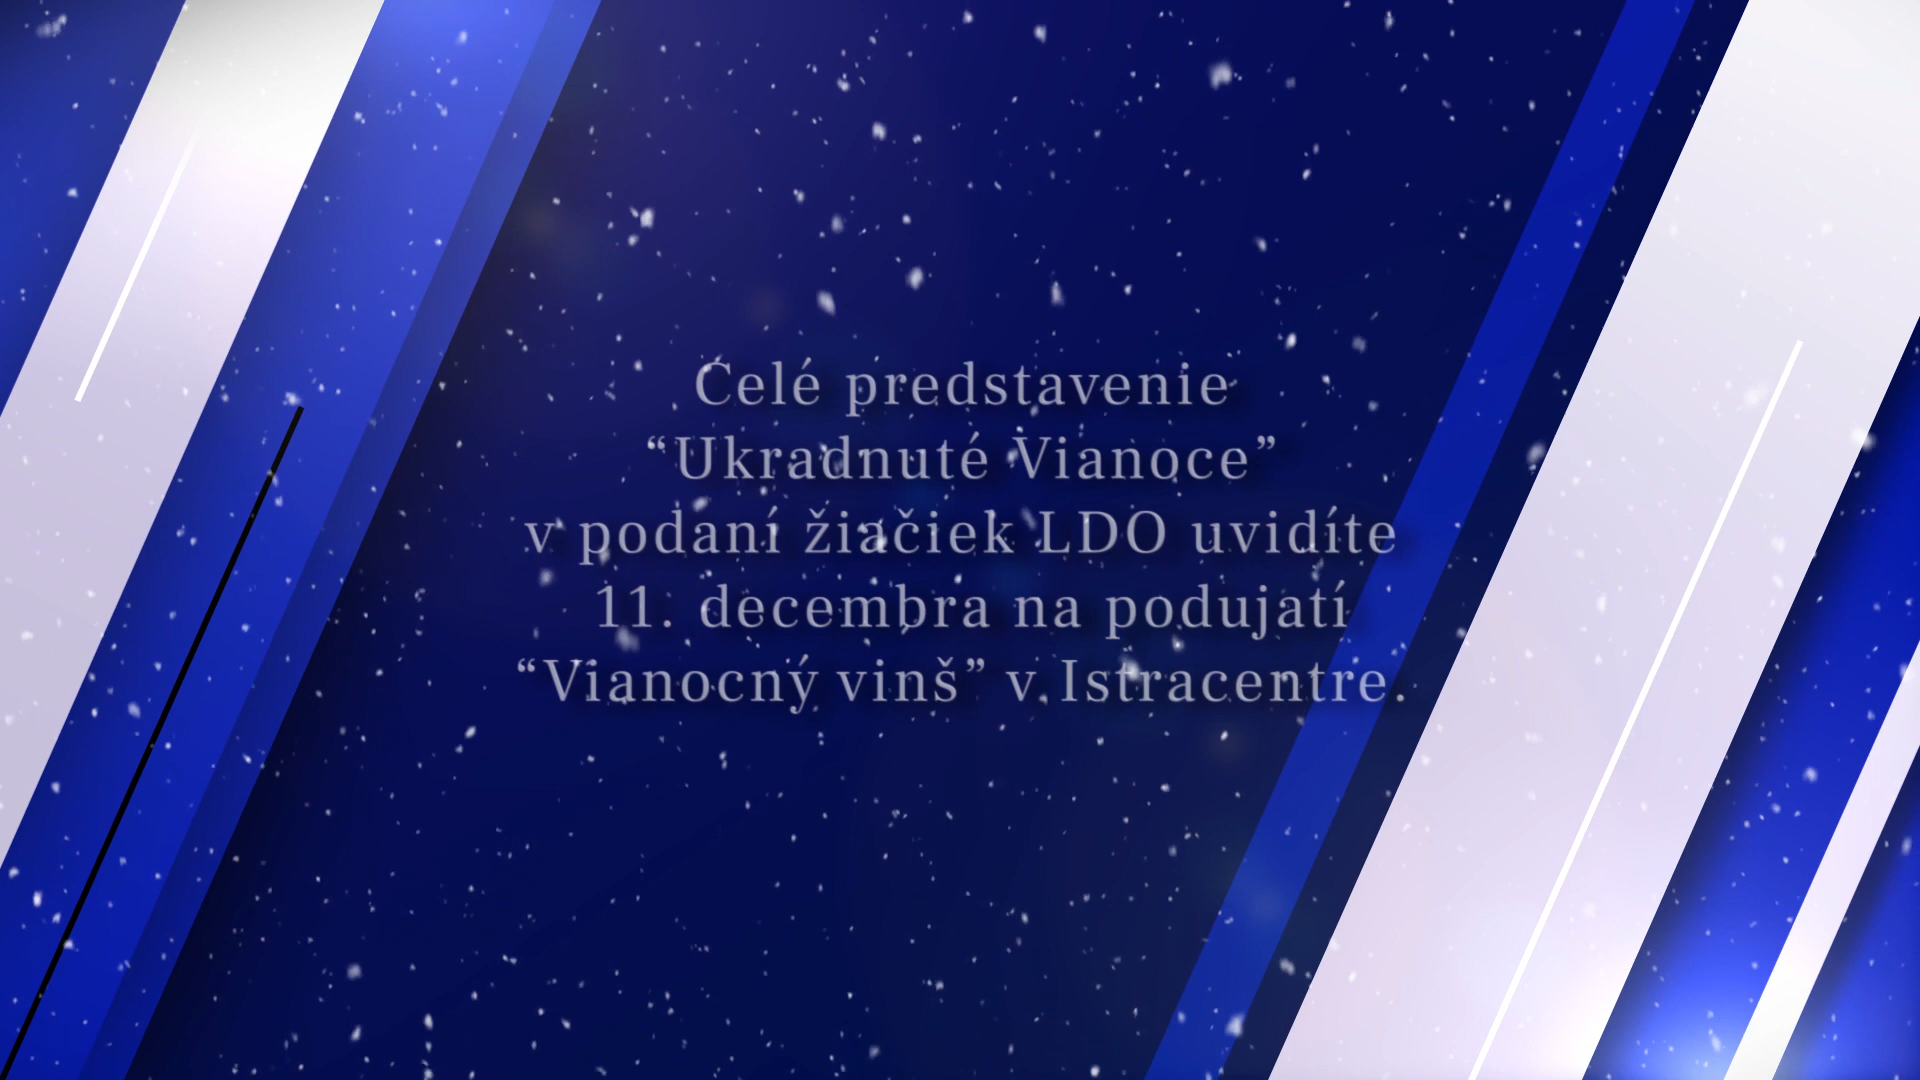 Celé predstavenie
“Ukradnuté Vianoce”
v podaní žiačiek LDO uvidíte
11. decembra na podujatí
“Vianocný vinš” v Istracentre.